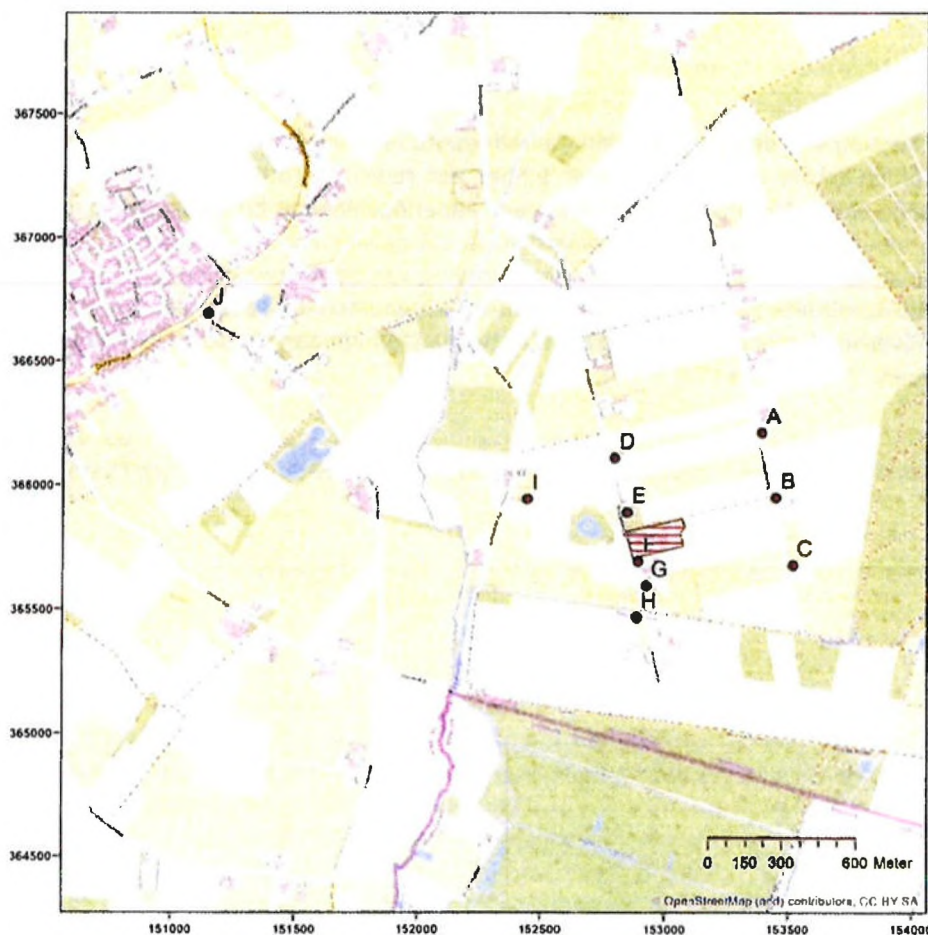 367500
367000
366500
366000
365500
365000
364500
J
A
D
I
B
E
C
F
G
H
0 150 300 600 Meter
OpenStreetMap (and) contributors, CC BY SA
151000 151500 152000 152500 153000 153500 154000